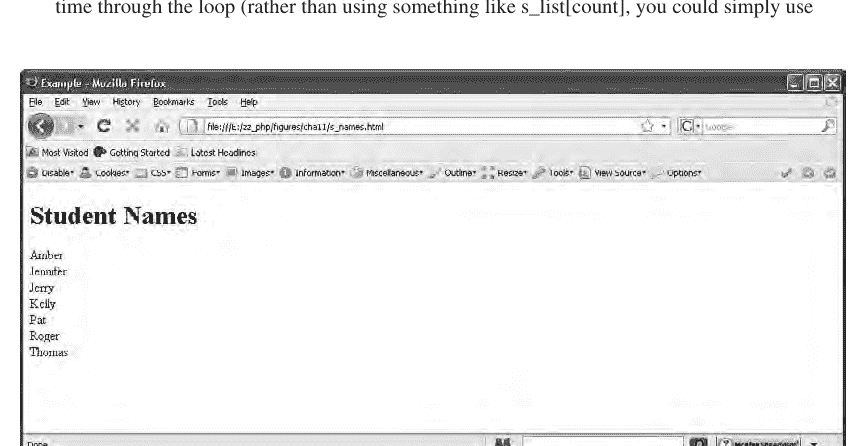 time through the loop (rather than using something like s_list[count], you could simply use
Example - Mozilla Firefox
File Edit View History Bookmarks Tools Help
file:///E:/zz_php/figures/cha11/s_names.html
Google
Most Visited Getting Started Latest Headlines
Disable Cookies CSS Forms Images Information Miscellaneous Outline Resize Tools View Source Options
Student Names
Amber
Jennifer
Jerry
Kelly
Pat
Roger
Thomas
Done